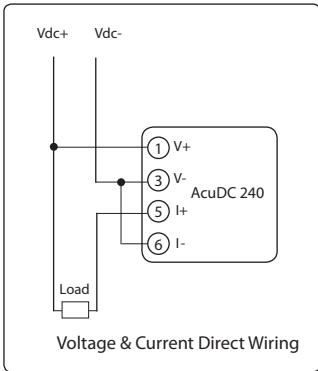 Vdc+ Vdc-
1 V+
3 V-
AcuDC 240
5 I+
6 I-
Load
Voltage & Current Direct Wiring